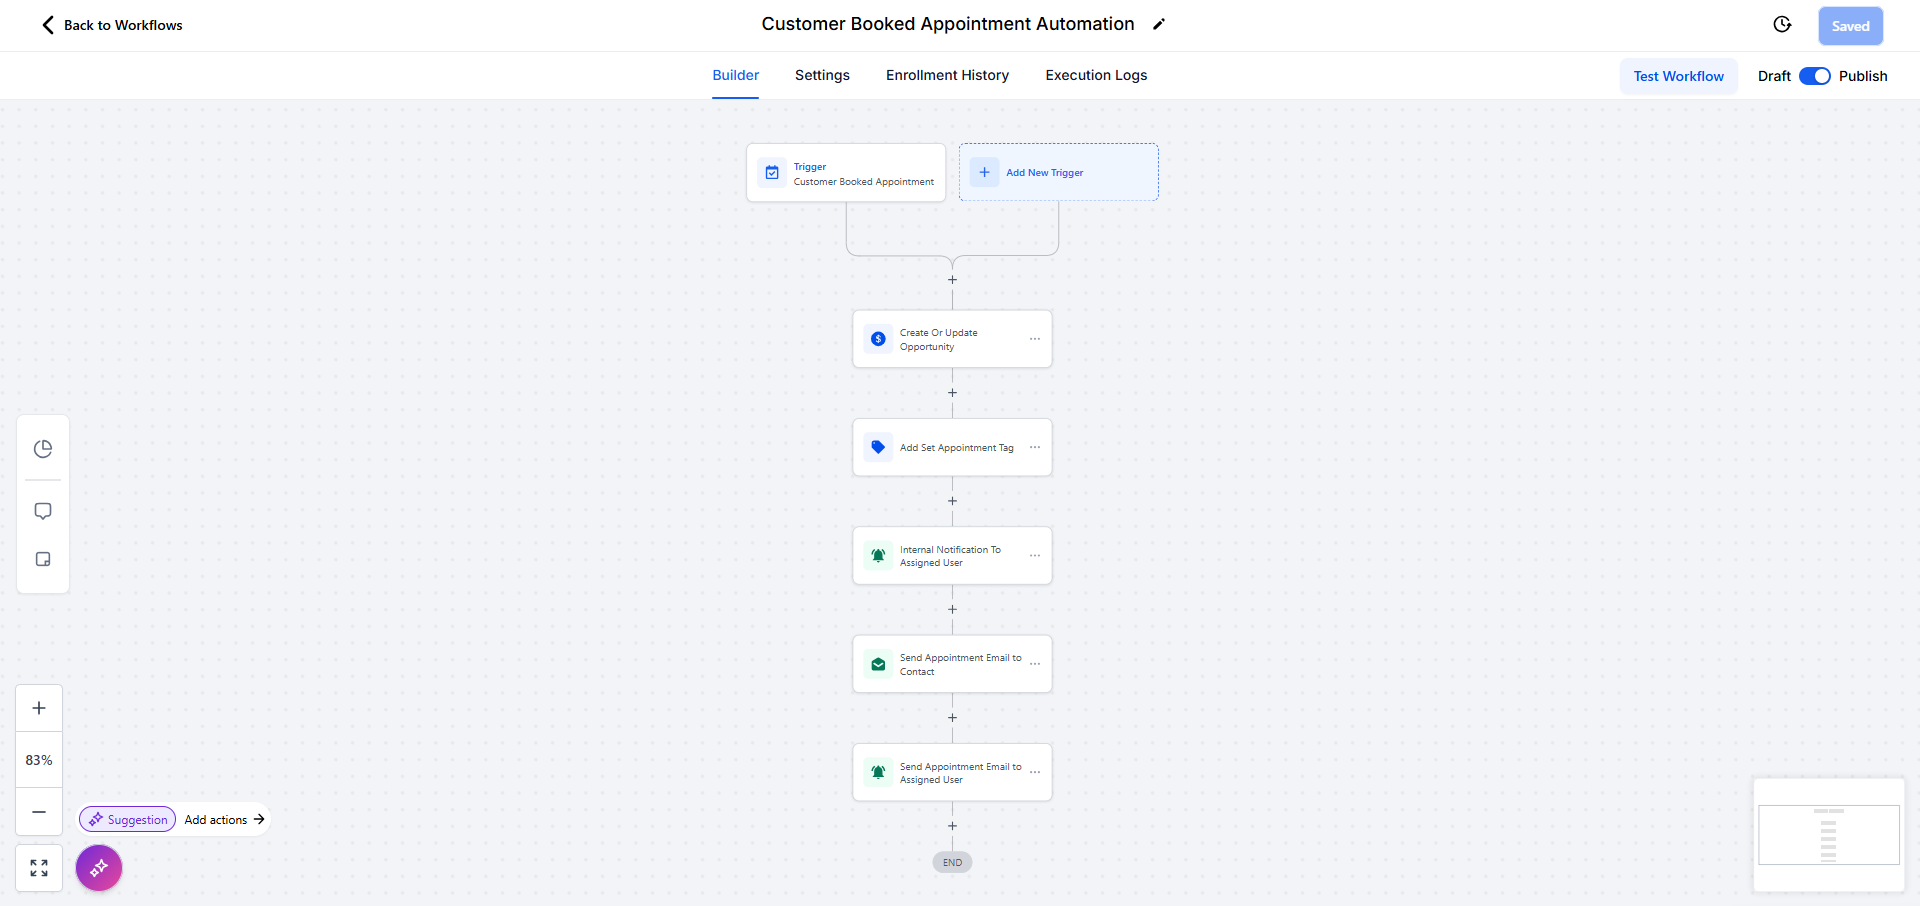 Back to Workflows
Customer Booked Appointment Automation
Saved
Builder
Settings
Enrollment History
Execution Logs
Test Workflow
Draft
Publish
Trigger
Customer Booked Appointment
Add New Trigger
Create Or Update
Opportunity
Add Set Appointment Tag
Internal Notification To
Assigned User
Send Appointment Email to
Contact
Send Appointment Email to
Assigned User
END
83%
Suggestion
Add actions